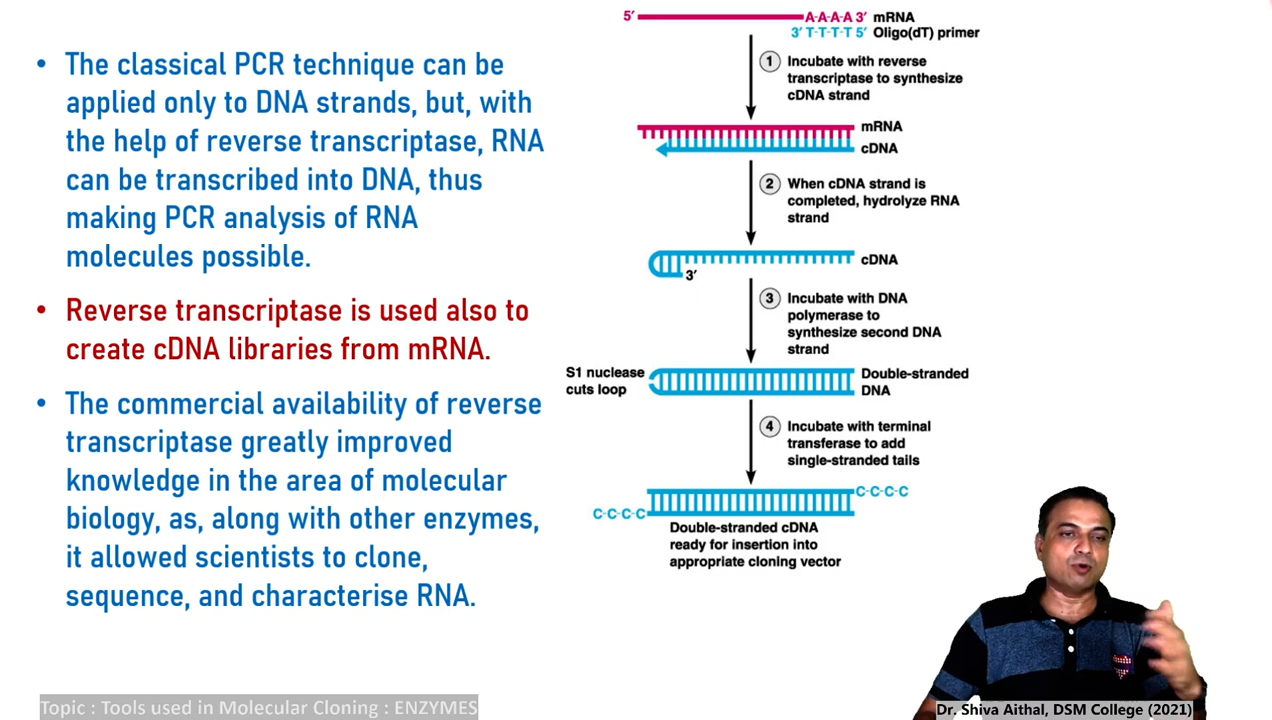 • The classical PCR technique can be
applied only to DNA strands, but, with
the help of reverse transcriptase, RNA
can be transcribed into DNA, thus
making PCR analysis of RNA
molecules possible.
• Reverse transcriptase is used also to
create cDNA libraries from mRNA.
• The commercial availability of reverse
transcriptase greatly improved
knowledge in the area of molecular
biology, as, along with other enzymes,
it allowed scientists to clone,
sequence, and characterise RNA.
5′ A-A-A-A 3′ mRNA
3′ T-T-T-T 5′ Oligo(dT) primer
1 Incubate with reverse
transcriptase to synthesize
cDNA strand
mRNA
cDNA
2 When cDNA strand is
completed, hydrolyze RNA
strand
cDNA
3′
3 Incubate with DNA
polymerase to
synthesize second DNA
strand
S1 nuclease
cuts loop
Double-stranded
DNA
4 Incubate with terminal
transferase to add
single-stranded tails
C-C-C-C
C-C-C-C
Double-stranded cDNA
ready for insertion into
appropriate cloning vector
Topic : Tools used in Molecular Cloning : ENZYMES
Dr. Shiva Aithal, DSM College (2021)